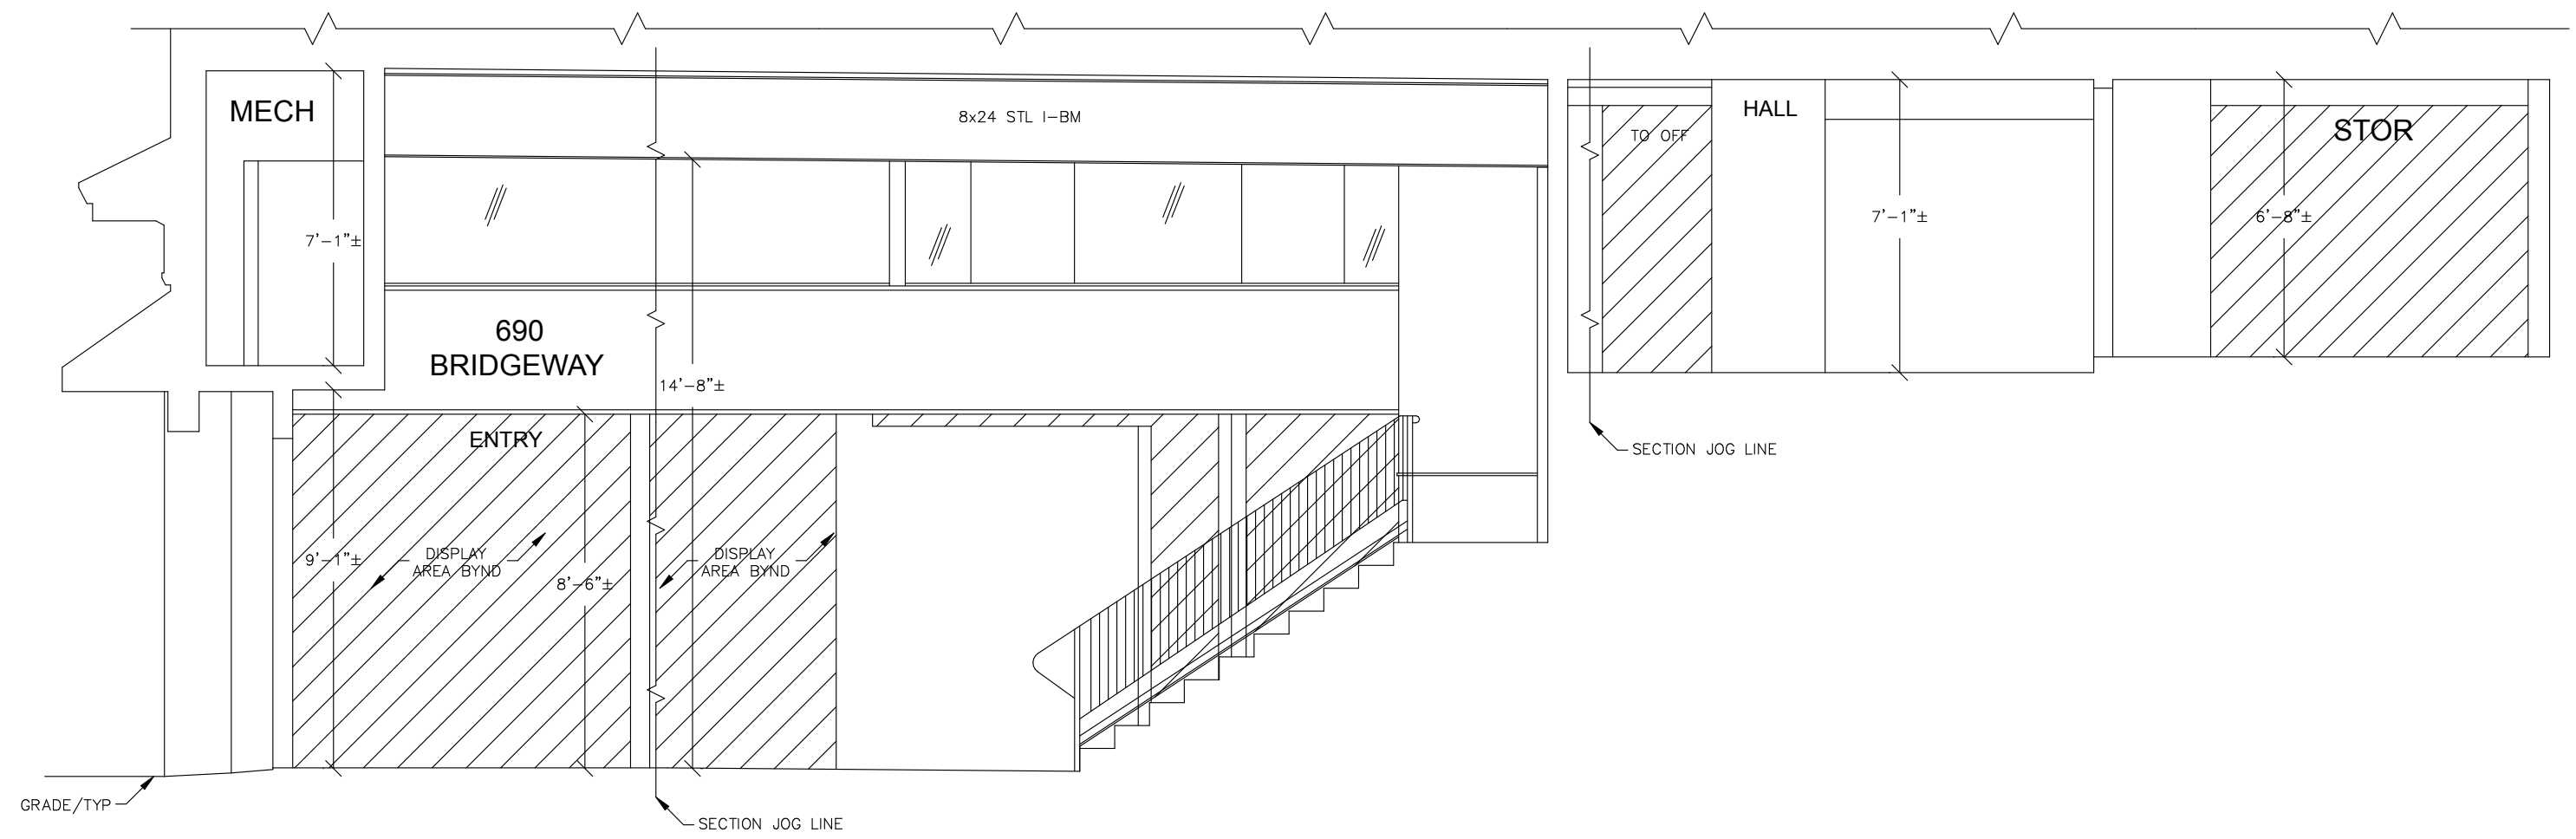 MECH
8x24 STL I-BM
HALL
TO OFF
STOR
7'-1"±
7'-1"±
6'-8"±
690
BRIDGEWAY
14'-8"±
ENTRY
SECTION JOG LINE
9'-1"±
DISPLAY
AREA BYND
8'-6"±
DISPLAY
AREA BYND
GRADE/TYP
SECTION JOG LINE